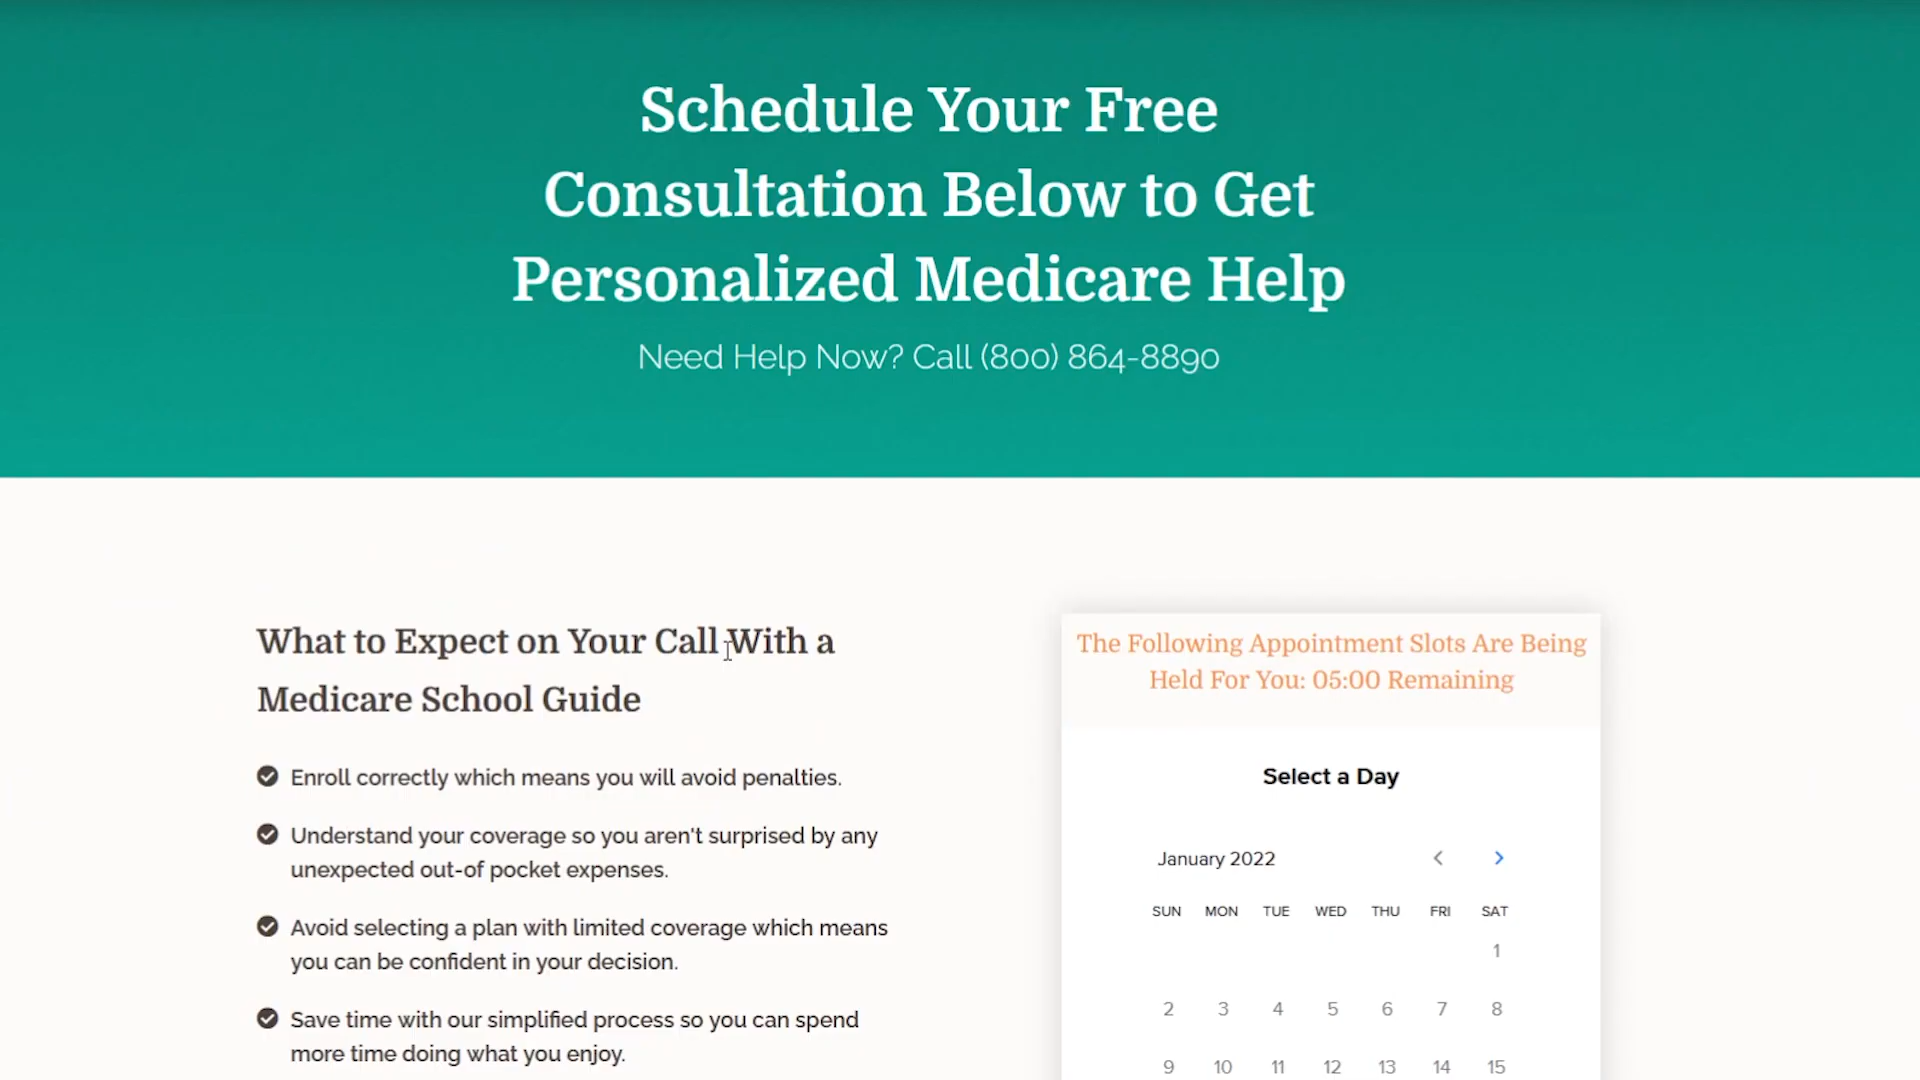 Schedule Your Free
Consultation Below to Get
Personalized Medicare Help
Need Help Now? Call (800) 864-8890
What to Expect on Your Call With a
Medicare School Guide
Enroll correctly which means you will avoid penalties.
Understand your coverage so you aren't surprised by any
unexpected out-of pocket expenses.
Avoid selecting a plan with limited coverage which means
you can be confident in your decision.
Save time with our simplified process so you can spend
more time doing what you enjoy.
The Following Appointment Slots Are Being
Held For You: 05:00 Remaining
Select a Day
January 2022
SUN MON TUE WED THU FRI SAT
1
2 3 4 5 6 7 8
9 10 11 12 13 14 15